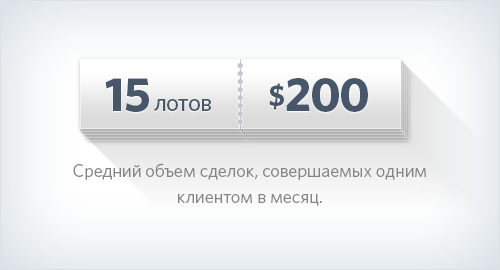 15 лотов $200
Средний объем сделок, совершаемых одним
клиентом в месяц.